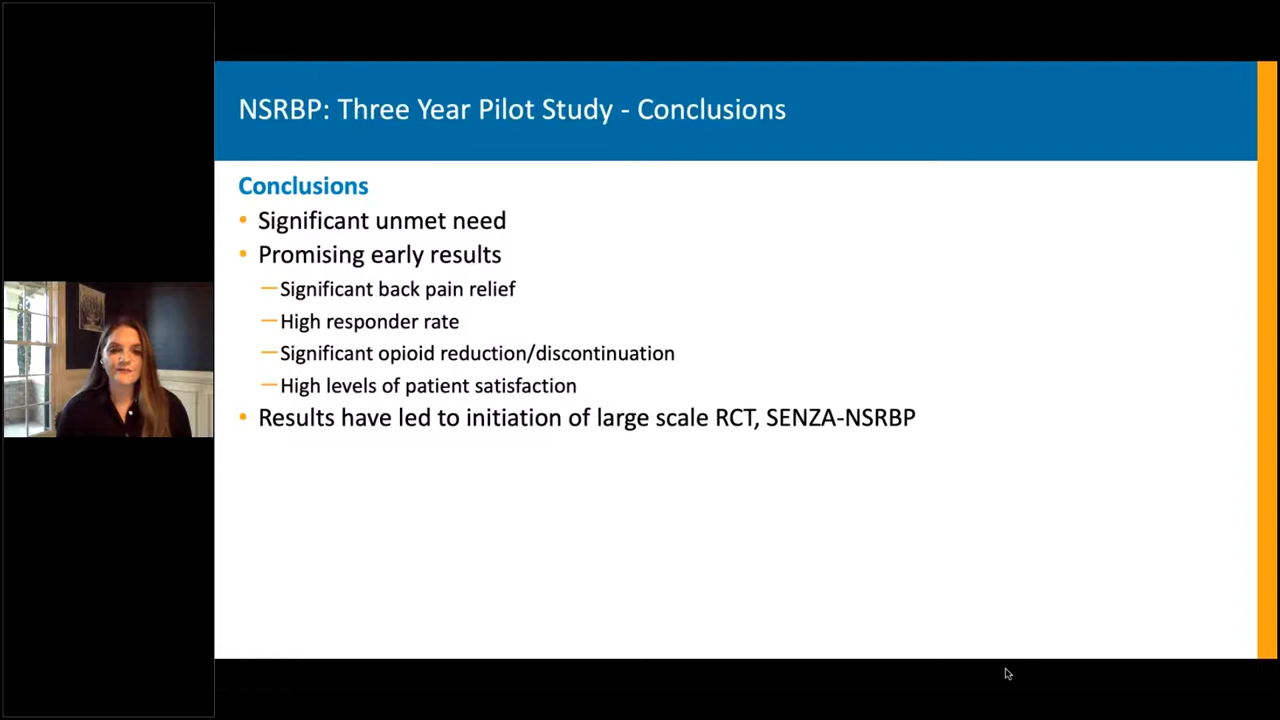 NSRBP: Three Year Pilot Study - Conclusions
Conclusions
• Significant unmet need
• Promising early results
— Significant back pain relief
— High responder rate
— Significant opioid reduction/discontinuation
— High levels of patient satisfaction
• Results have led to initiation of large scale RCT, SENZA-NSRBP